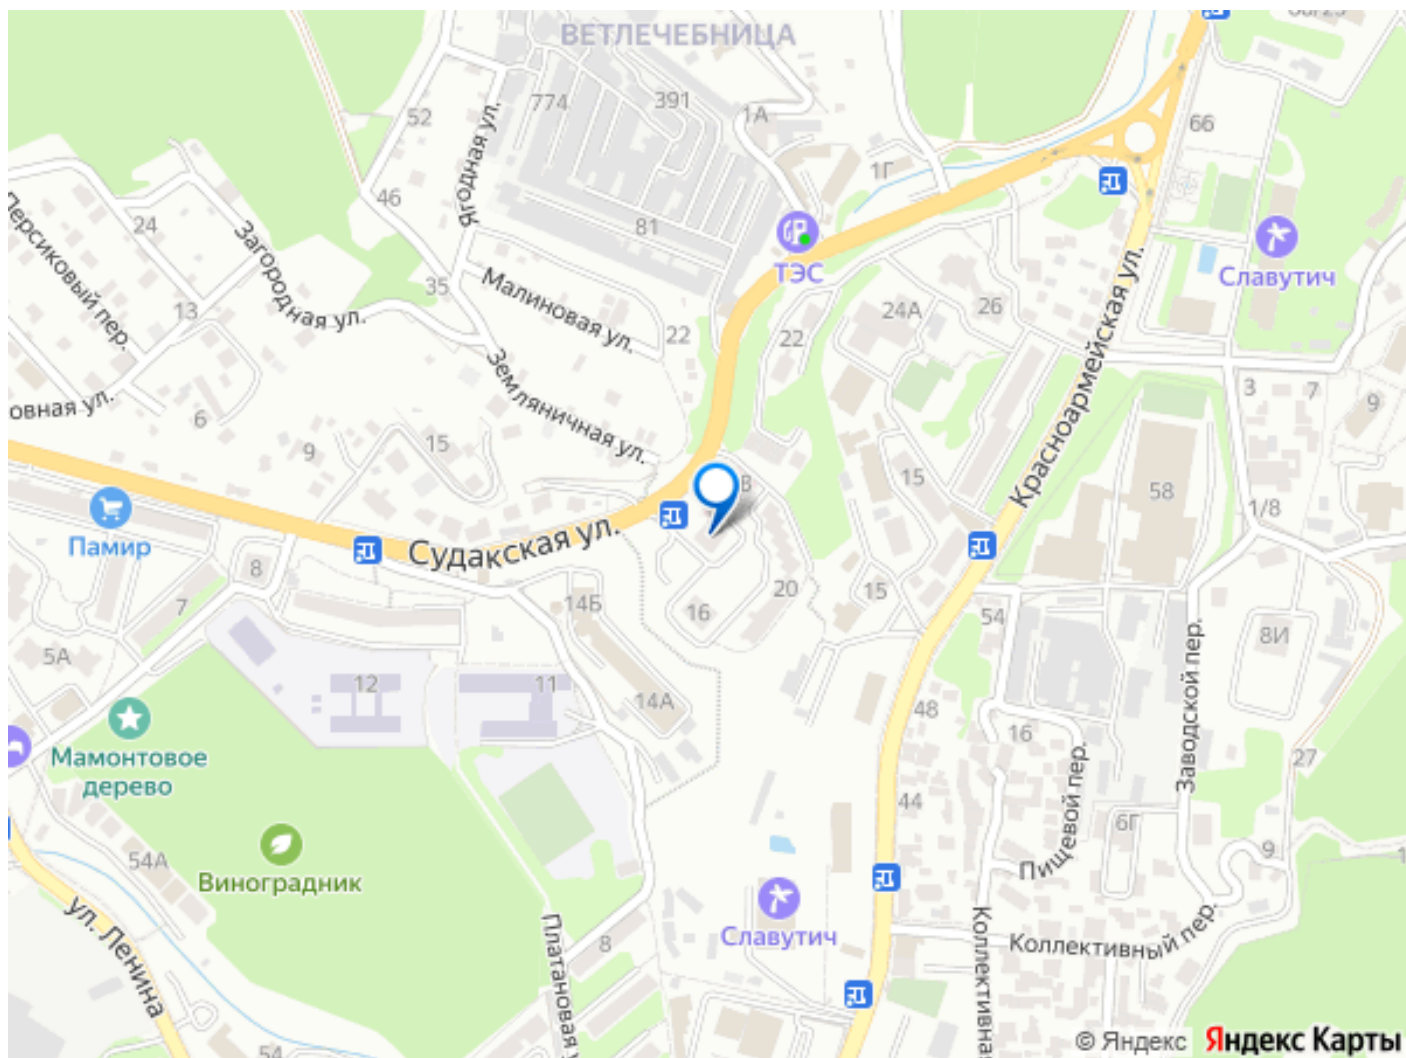 ВЕТЛЕЧЕБНИЦА
774
391
52
1А
66
Ягодная ул.
1Г
46
24
81
Персиковый пер.
Загородная ул.
ТЭС
Славутич
35
Малиновая ул.
13
22
22
24А
26
Красноармейская ул.
Земляничная ул.
овная ул.
6
9
15
3
7
9
15
В
58
1/8
Памир
Судакская ул.
8
7
14Б
16
20
15
54
8И
5А
12
11
14А
48
16
Заводской пер.
Мамонтовое
дерево
27
Пищевой пер.
44
6Г
9
54А
Виноградник
Славутич
ул. Ленина
Платановая у
8
Коллективный пер.
Коллективна
54
© Яндекс Яндекс Карты